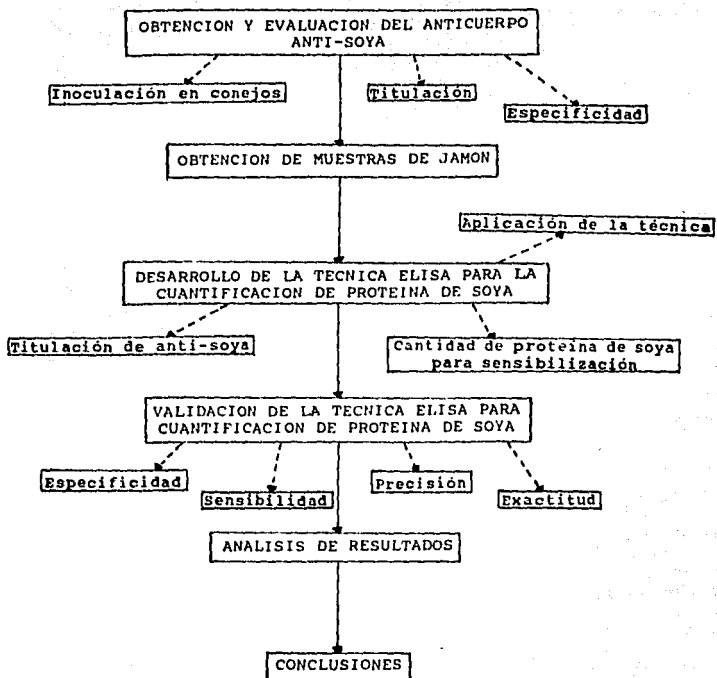 OBTENCION Y EVALUACION DEL ANTICUERPO
ANTI-SOYA
Inoculación en conejos
Titulación
Especificidad
OBTENCION DE MUESTRAS DE JAMON
Aplicación de la técnica
DESARROLLO DE LA TECNICA ELISA PARA LA
CUANTIFICACION DE PROTEINA DE SOYA
Titulación de anti-soya
Cantidad de proteína de soya
para sensibilización
VALIDACION DE LA TECNICA ELISA PARA
CUANTIFICACION DE PROTEINA DE SOYA
Especificidad
Sensibilidad
Precisión
Exactitud
ANALISIS DE RESULTADOS
CONCLUSIONES